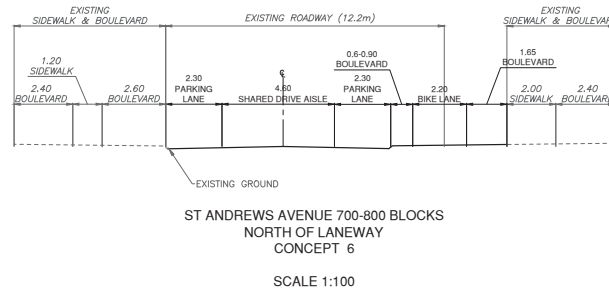 EXISTING
SIDEWALK & BOULEVARD
EXISTING ROADWAY (12.2m)
EXISTING
SIDEWALK & BOULEVARD
1.20
SIDEWALK
2.40
BOULEVARD
2.60
BOULEVARD
2.30
PARKING
LANE
℄
4.60
SHARED DRIVE AISLE
2.30
PARKING
LANE
0.6-0.90
BOULEVARD
2.20
BIKE LANE
1.65
BOULEVARD
2.00
SIDEWALK
2.40
BOULEVARD
EXISTING GROUND
ST ANDREWS AVENUE 700-800 BLOCKS
NORTH OF LANEWAY
CONCEPT 6
SCALE 1:100